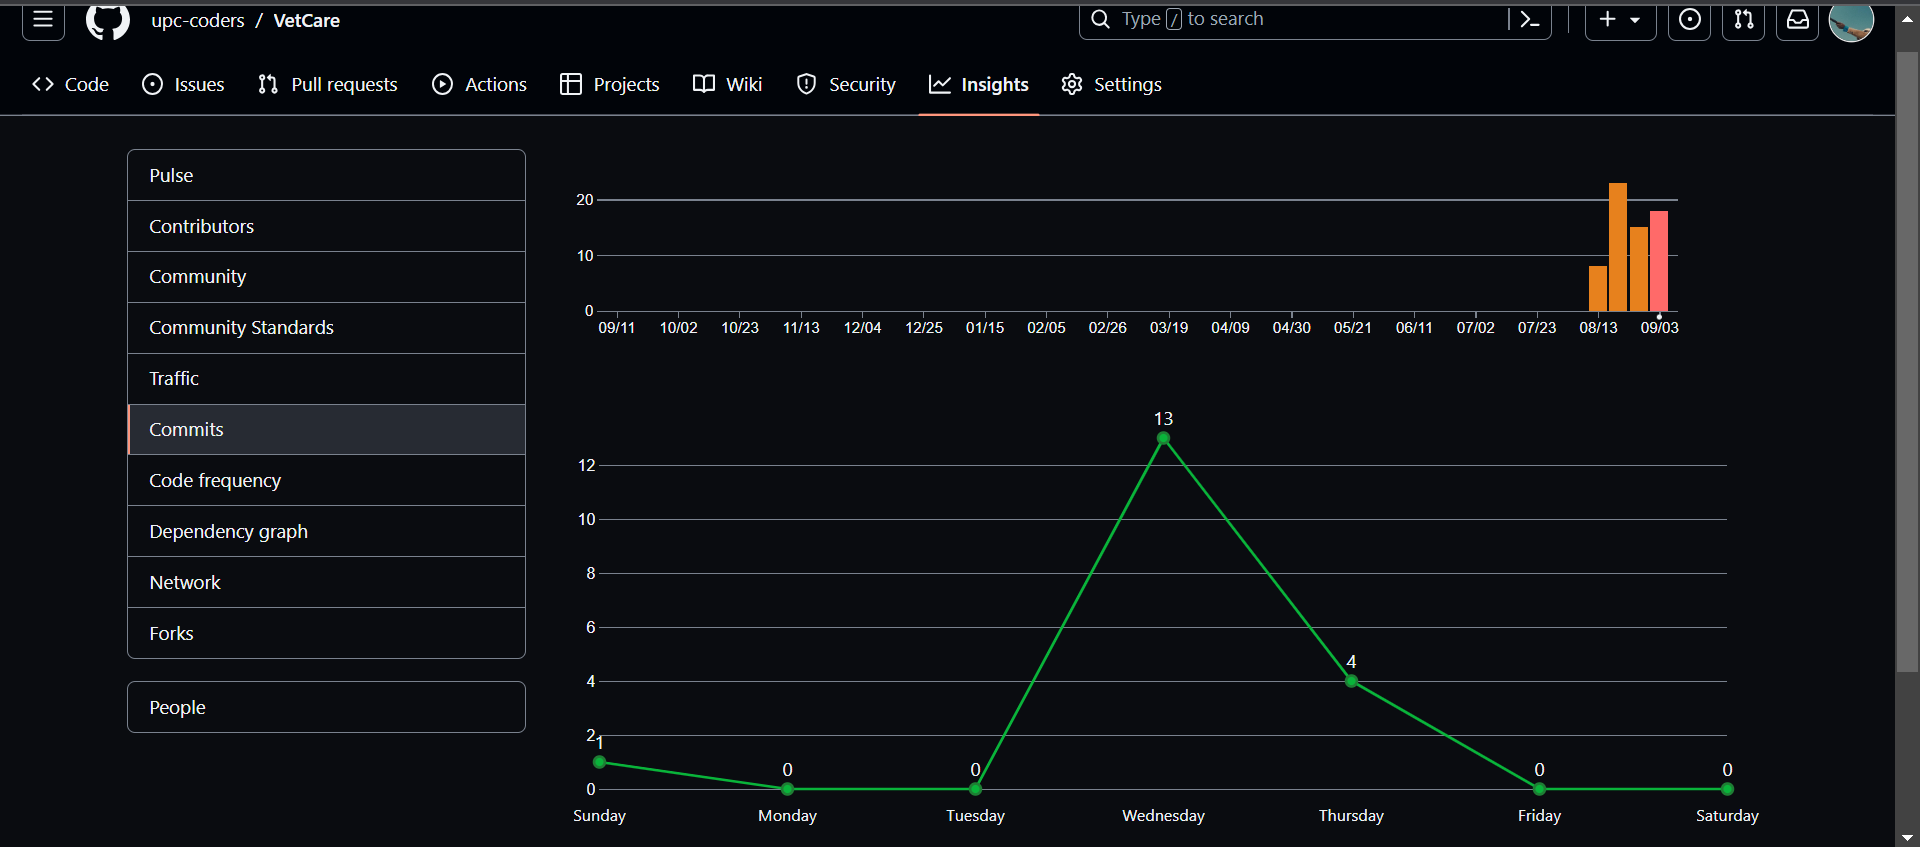 upc-coders / VetCare
Type / to search
Code Issues Pull requests Actions Projects Wiki Security Insights Settings
Pulse
Contributors
Community
Community Standards
Traffic
Commits
Code frequency
Dependency graph
Network
Forks
People
20
10
0
09/11 10/02 10/23 11/13 12/04 12/25 01/15 02/05 02/26 03/19 04/09 04/30 05/21 06/11 07/02 07/23 08/13 09/03
13
12
10
8
6
4
4
2
1
0
0
0
0
0
Sunday Monday Tuesday Wednesday Thursday Friday Saturday